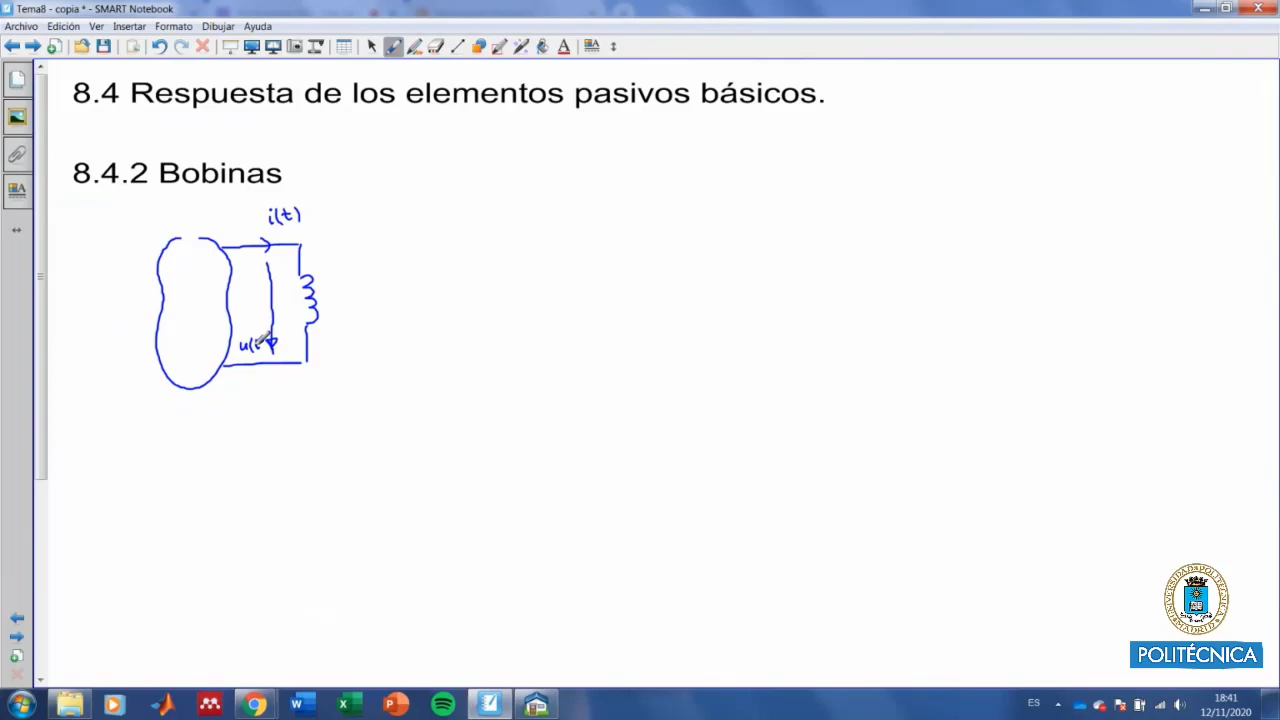 Tema8 - copia * - SMART Notebook
Archivo Edición Ver Insertar Formato Dibujar Ayuda
8.4 Respuesta de los elementos pasivos básicos.
8.4.2 Bobinas
i(t)
u(
POLITÉCNICA
ES
18:41
12/11/2020